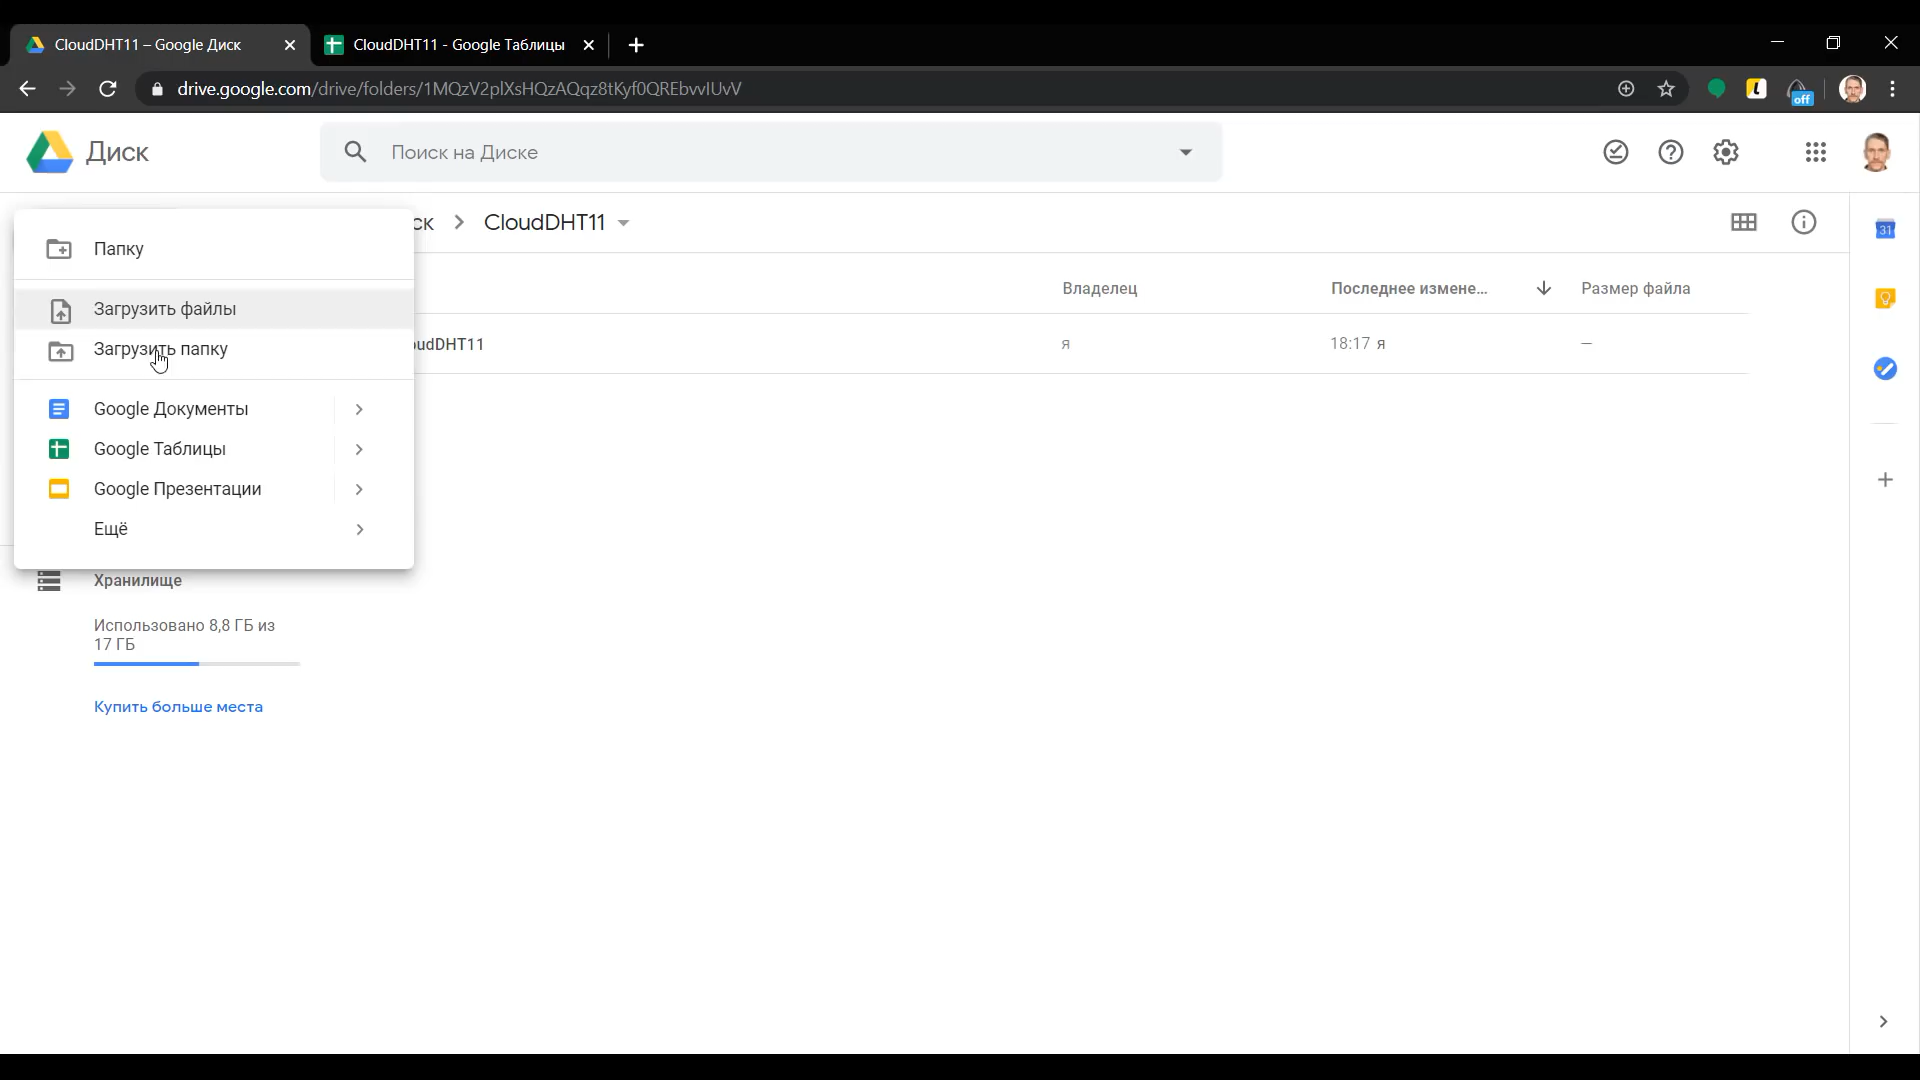 CloudDHT11 – Google Диск
CloudDHT11 - Google Таблицы
drive.google.com/drive/folders/1MQzV2plXsHQzAQqz8tKyf0QREbvvlUvV
off
Диск
Поиск на Диске
ск > CloudDHT11
31
Папку
Загрузить файлы
Загрузить папку
Google Документы
Google Таблицы
Google Презентации
Ещё
Владелец
Последнее измене...
Размер файла
oudDHT11
я
18:17 я
—
Хранилище
Использовано 8,8 ГБ из
17 ГБ
Купить больше места